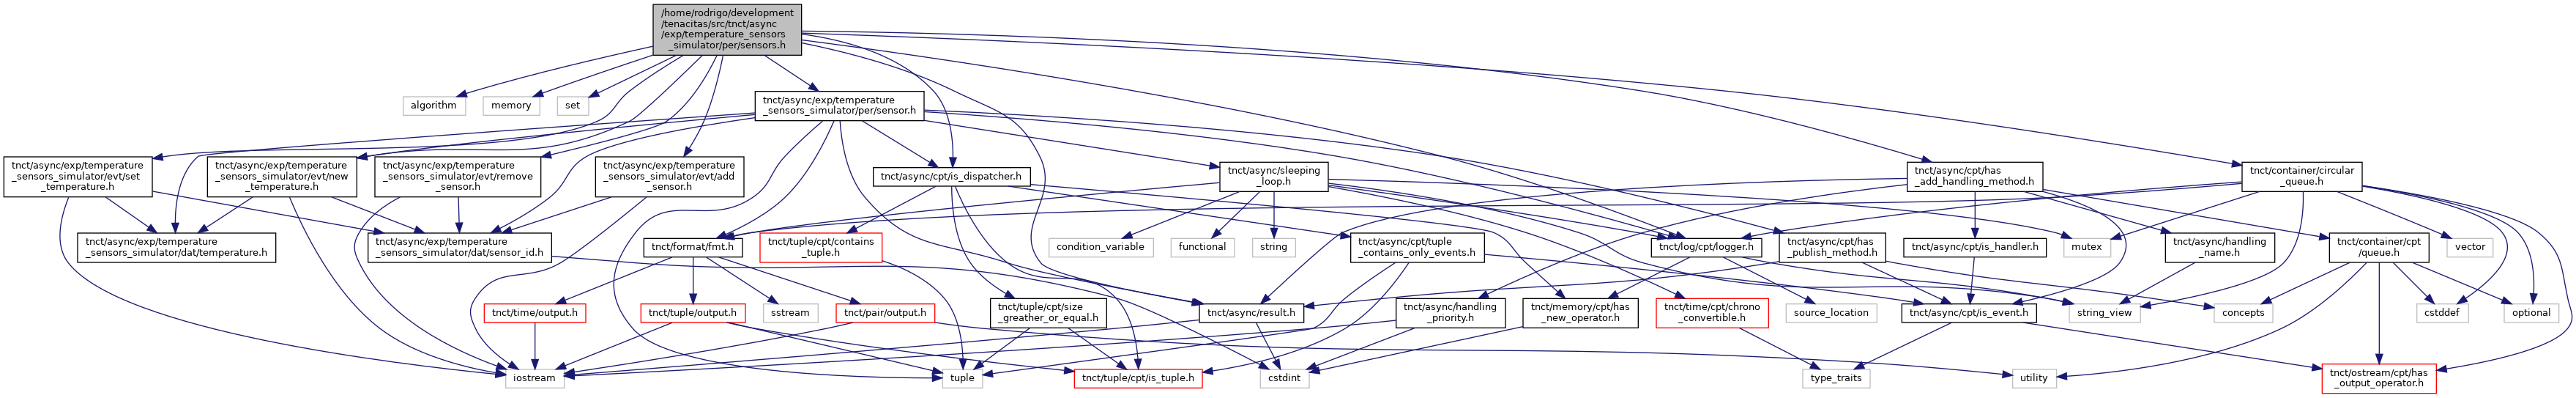 /home/rodrigo/development
/tenacitas/src/tnct/async
/exp/temperature_sensors
_simulator/per/sensors.h
algorithm
memory
set
tnct/async/exp/temperature
_sensors_simulator/per/sensor.h
tnct/async/exp/temperature
_sensors_simulator/evt/set
_temperature.h
tnct/async/exp/temperature
_sensors_simulator/evt/new
_temperature.h
tnct/async/exp/temperature
_sensors_simulator/evt/remove
_sensor.h
tnct/async/exp/temperature
_sensors_simulator/evt/add
_sensor.h
tnct/async/cpt/is_dispatcher.h
tnct/async/sleeping
_loop.h
tnct/async/cpt/has
_add_handling_method.h
tnct/container/circular
_queue.h
tnct/async/exp/temperature
_sensors_simulator/dat/temperature.h
tnct/async/exp/temperature
_sensors_simulator/dat/sensor_id.h
tnct/format/fmt.h
tnct/tuple/cpt/contains
_tuple.h
condition_variable
functional
string
tnct/async/cpt/tuple
_contains_only_events.h
tnct/log/cpt/logger.h
tnct/async/cpt/has
_publish_method.h
tnct/async/cpt/is_handler.h
mutex
tnct/async/handling
_name.h
tnct/container/cpt
/queue.h
vector
tnct/time/output.h
tnct/tuple/output.h
sstream
tnct/pair/output.h
tnct/tuple/cpt/size
_greather_or_equal.h
tnct/async/result.h
tnct/async/handling
_priority.h
tnct/memory/cpt/has
_new_operator.h
tnct/time/cpt/chrono
_convertible.h
source_location
tnct/async/cpt/is_event.h
string_view
concepts
cstddef
optional
iostream
tuple
tnct/tuple/cpt/is_tuple.h
cstdint
type_traits
utility
tnct/ostream/cpt/has
_output_operator.h